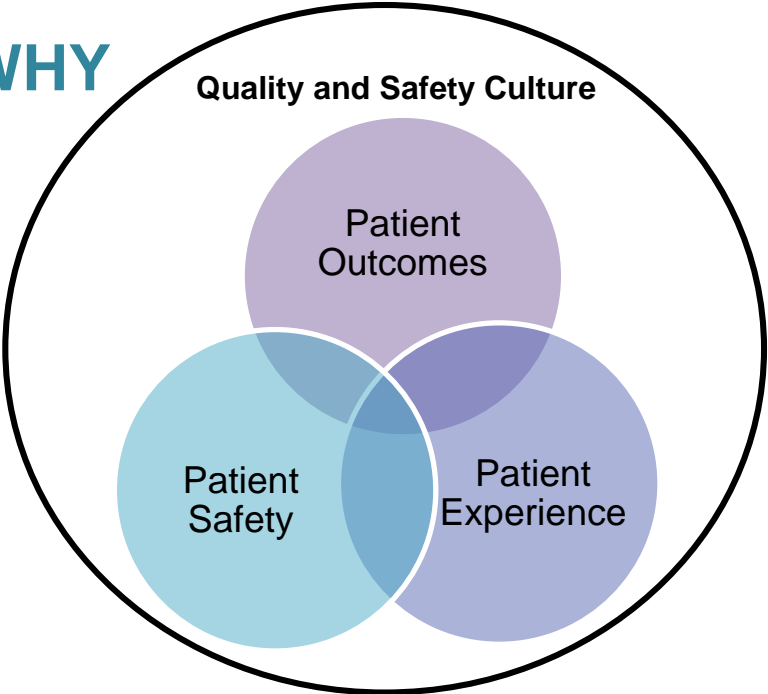 WHY
Quality and Safety Culture
Patient
Outcomes
Patient
Safety
Patient
Experience